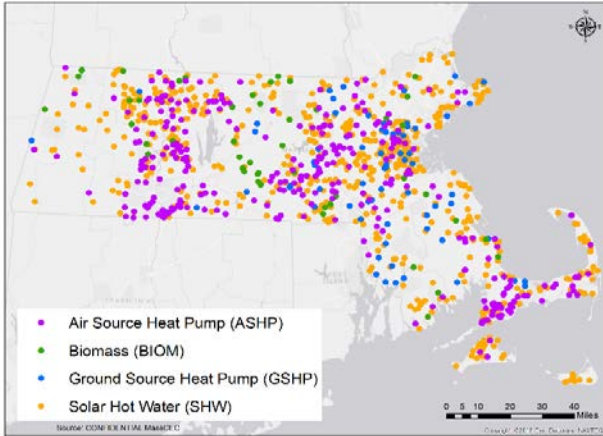 N
Air Source Heat Pump (ASHP)
Biomass (BIOM)
Ground Source Heat Pump (GSHP)
Solar Hot Water (SHW)
Source: CONFIDENTIAL MassCEC
Miles
0 5 10 20 30 40